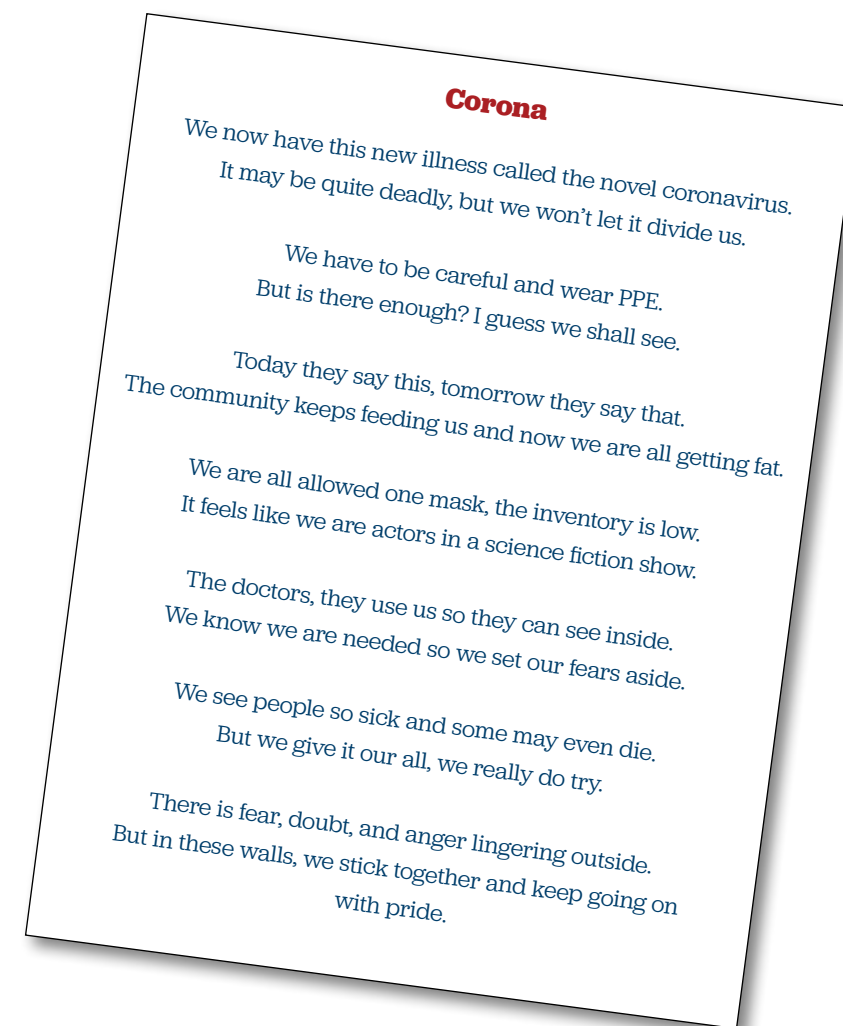 Corona
We now have this new illness called the novel coronavirus.
It may be quite deadly, but we won’t let it divide us.
We have to be careful and wear PPE.
But is there enough? I guess we shall see.
Today they say this, tomorrow they say that.
The community keeps feeding us and now we are all getting fat.
We are all allowed one mask, the inventory is low.
It feels like we are actors in a science fiction show.
The doctors, they use us so they can see inside.
We know we are needed so we set our fears aside.
We see people so sick and some may even die.
But we give it our all, we really do try.
There is fear, doubt, and anger lingering outside.
But in these walls, we stick together and keep going on
with pride.